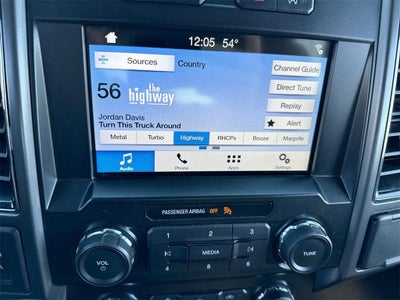 12:05 54°
Sources Country Channel Guide
56 the highway Direct Tune
Replay
Jordan Davis Alert
Turn This Truck Around
Metal Turbo Highway RHCPs Booze Margvlle
Audio Phone Apps Settings
PASSENGER AIRBAG OFF
1 2 3
VOL MEDIA TUNE
4 5 6